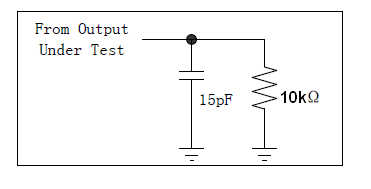 From Output
Under Test
15pF
10kΩ